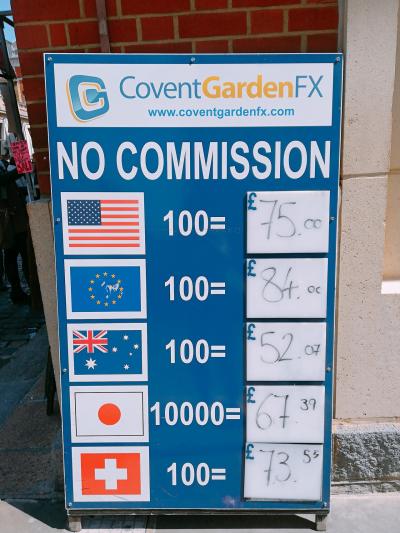 CoventGardenFX
www.coventgardenfx.com
NO COMMISSION
100= £75.00
100= £84.00
100= £52.07
10000= £67.39
100= £73.55